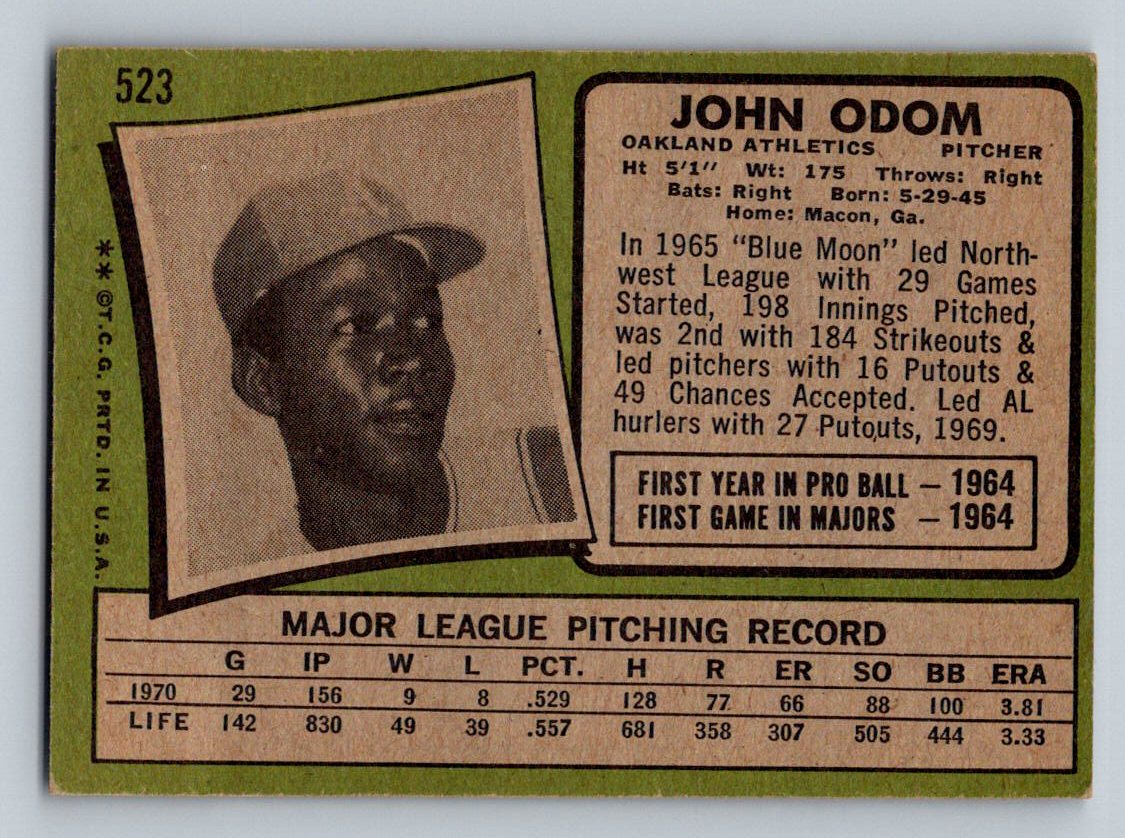 523
JOHN ODOM
OAKLAND ATHLETICS PITCHER
Ht 5'1" Wt: 175 Throws: Right
Bats: Right Born: 5-29-45
Home: Macon, Ga.
In 1965 "Blue Moon" led North-
west League with 29 Games
Started, 198 Innings Pitched,
was 2nd with 184 Strikeouts &
led pitchers with 16 Putouts &
49 Chances Accepted. Led AL
hurlers with 27 Putouts, 1969.
FIRST YEAR IN PRO BALL – 1964
FIRST GAME IN MAJORS – 1964
** ©T.C.G. PRTD. IN U.S.A.
MAJOR LEAGUE PITCHING RECORD
G IP W L PCT. H R ER SO BB ERA
1970 29 156 9 8 .529 128 77 66 88 100 3.81
LIFE 142 830 49 39 .557 681 358 307 505 444 3.33